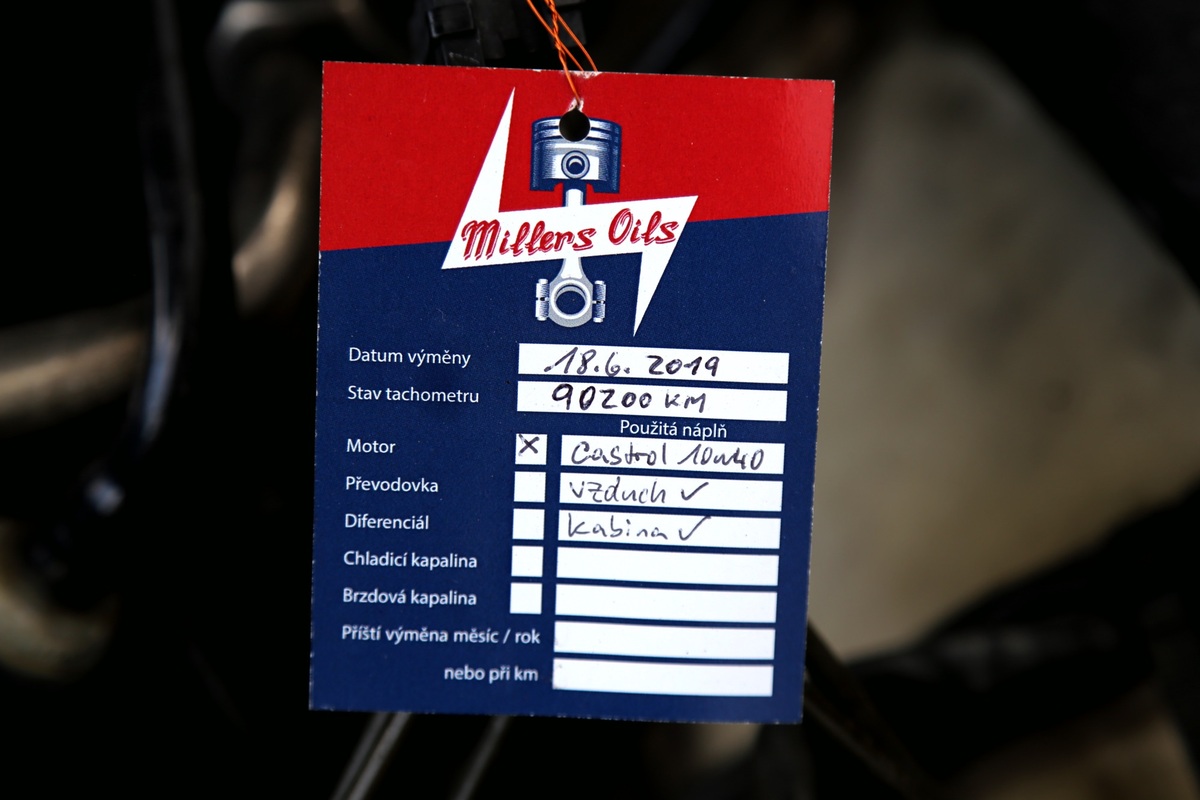 Millers Oils
Datum výměny .18.6. 2019
Stav tachometru 90200 KM
Použitá náplň
Motor X Castrol 10w40
Převodovka vzduch ✓
Diferenciál kabina ✓
Chladicí kapalina
Brzdová kapalina
Příští výměna měsíc / rok
nebo při km